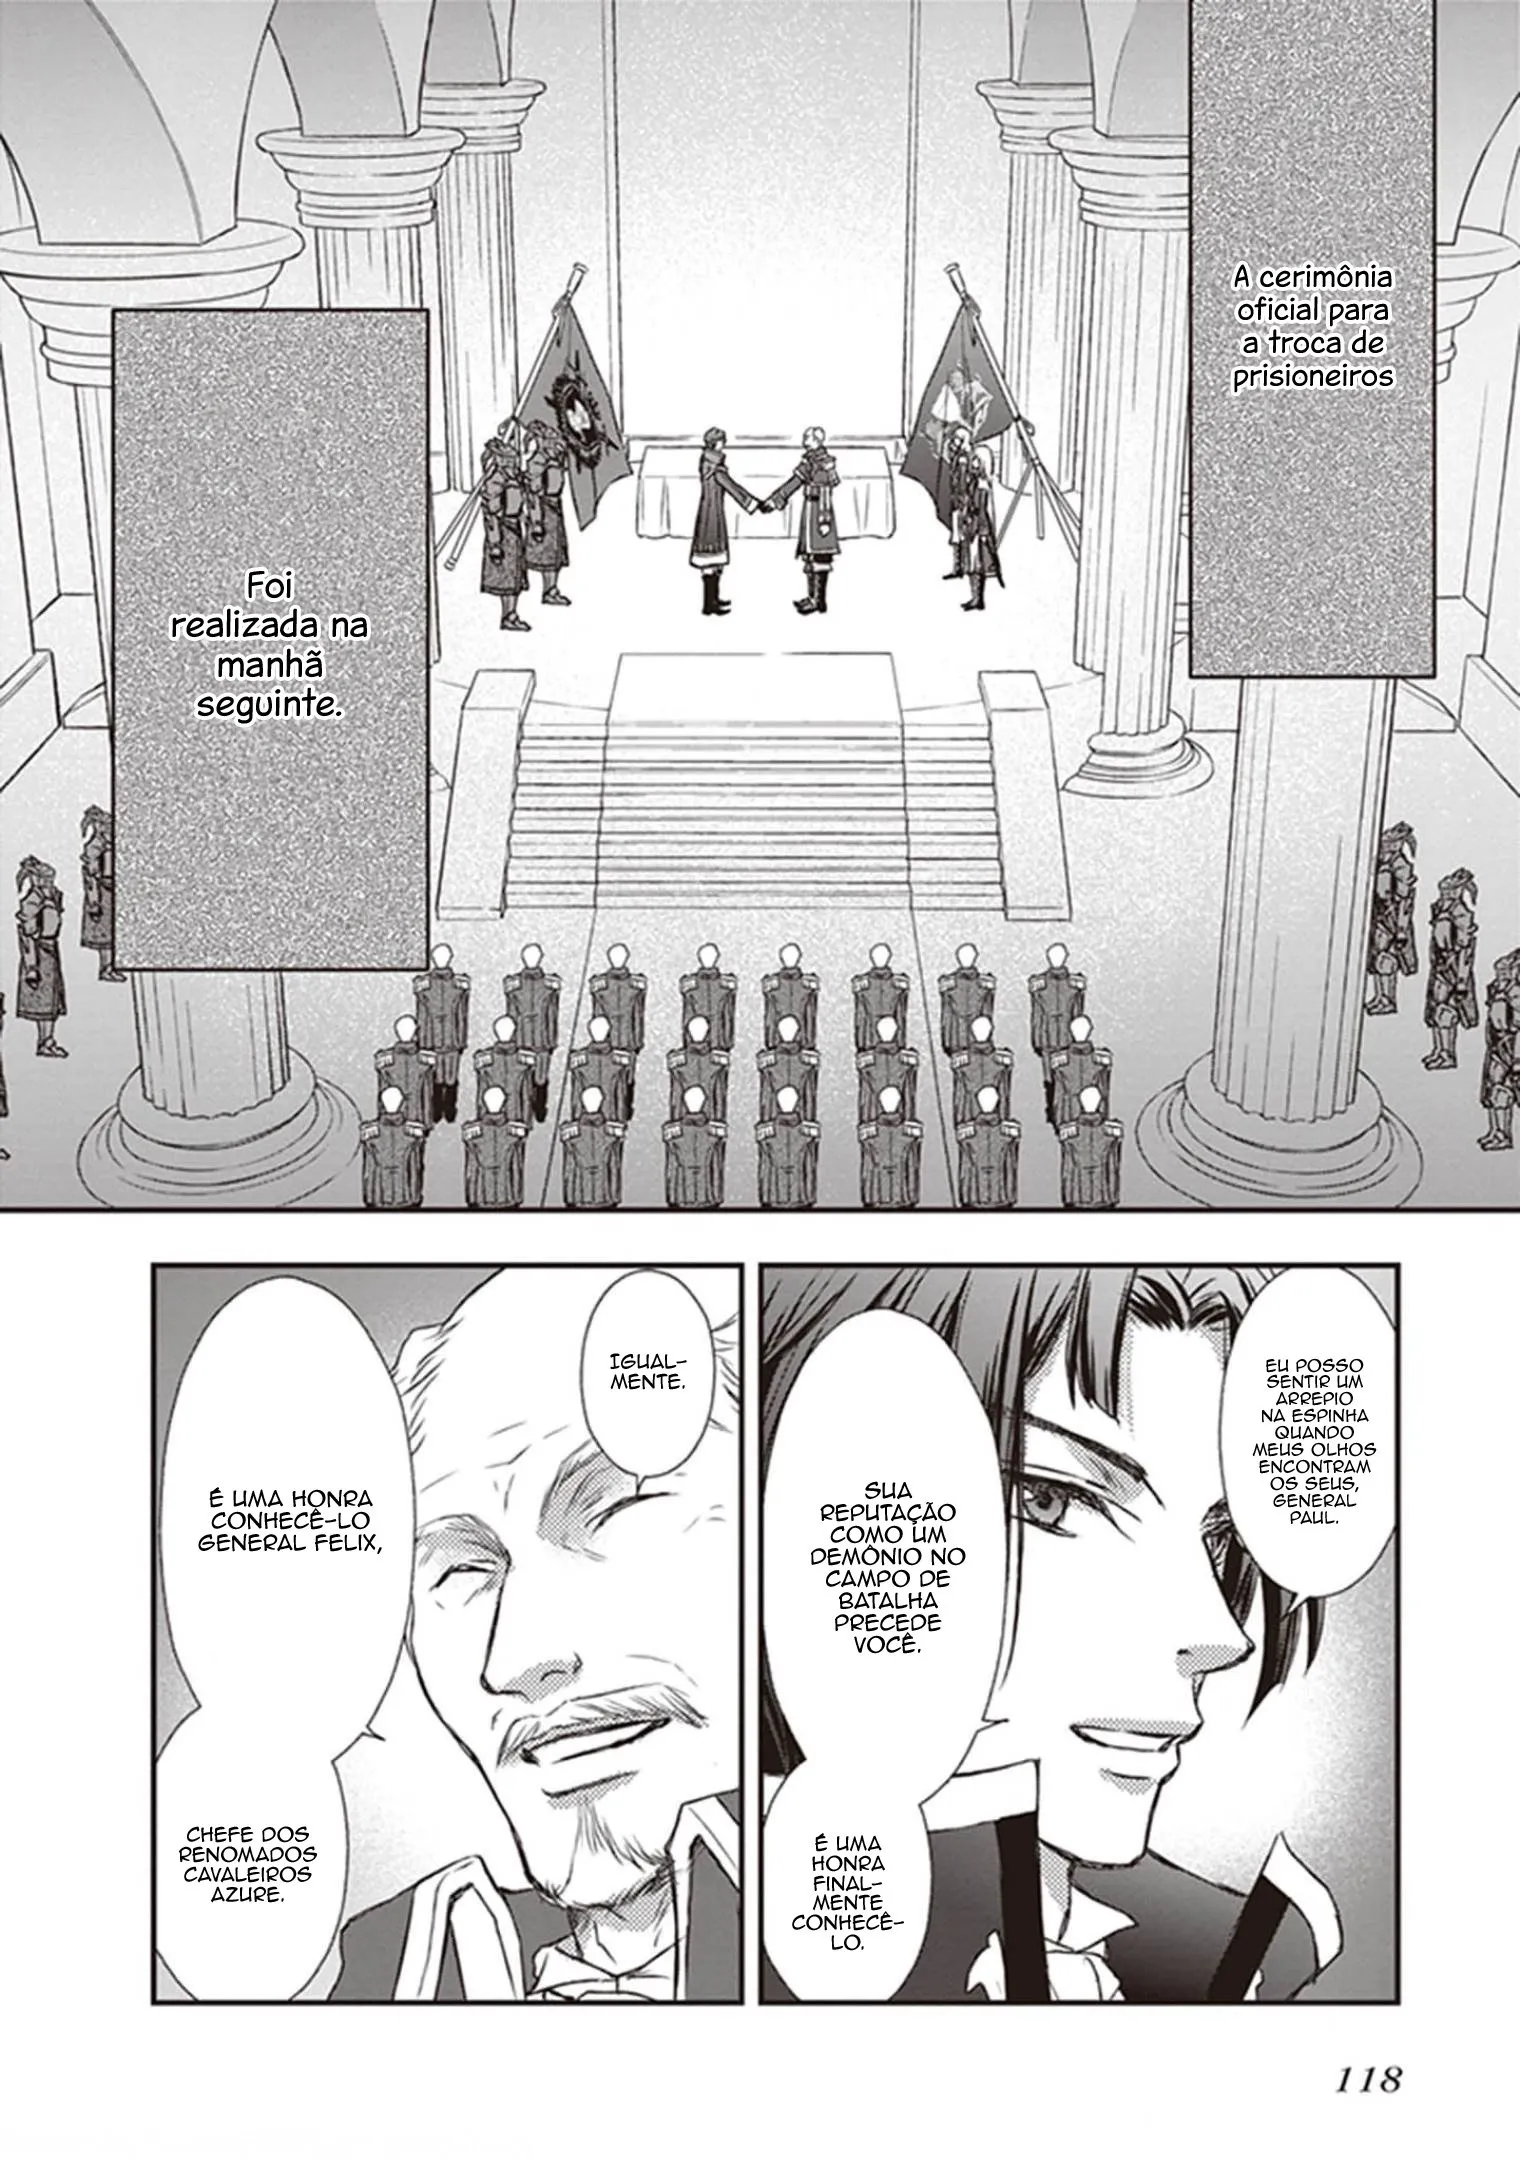 A cerimônia
oficial para
a troca de
prisioneiros
Foi
realizada na
manhã
seguinte.
EU POSSO
SENTIR UM
ARREPIO
NA ESPINHA
QUANDO
MEUS OLHOS
ENCONTRAM
OS SEUS,
GENERAL
PAUL.
SUA
REPUTAÇÃO
COMO UM
DEMÔNIO NO
CAMPO DE
BATALHA
PRECEDE
VOCÊ.
É UMA
HONRA
FINAL-
MENTE
CONHECÊ-
LO.
IGUAL-
MENTE.
É UMA HONRA
CONHECÊ-LO
GENERAL FELIX,
CHEFE DOS
RENOMADOS
CAVALEIROS
AZURE.
118